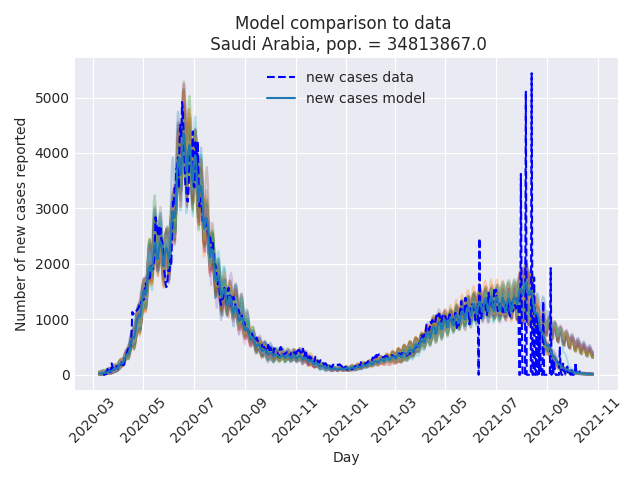 Model comparison to data
Saudi Arabia, pop. = 34813867.0
new cases data
new cases model
Number of new cases reported
5000
4000
3000
2000
1000
0
2020-03
2020-05
2020-07
2020-09
2020-11
2021-01
2021-03
2021-05
2021-07
2021-09
2021-11
Day